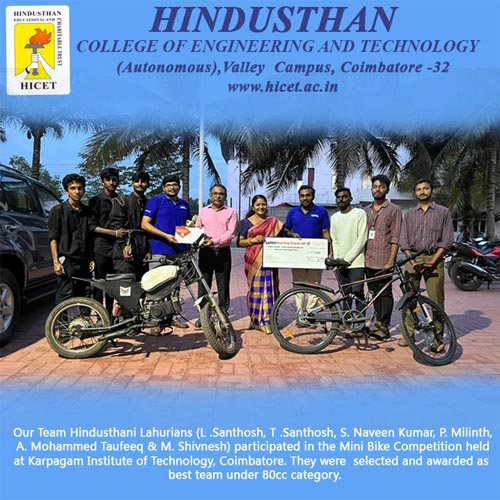 HINDUSTHAN
EDUCATIONAL AND
CHARITABLE TRUST
HICET
HINDUSTHAN
COLLEGE OF ENGINEERING AND TECHNOLOGY
(Autonomous),Valley Campus, Coimbatore -32
www.hicet.ac.in
Our Team Hindusthani Lahurians (L .Santhosh, T .Santhosh, S. Naveen Kumar, P. Milinth,
A. Mohammed Taufeeq & M. Shivnesh) participated in the Mini Bike Competition held
at Karpagam Institute of Technology, Coimbatore. They were selected and awarded as
best team under 80cc category.